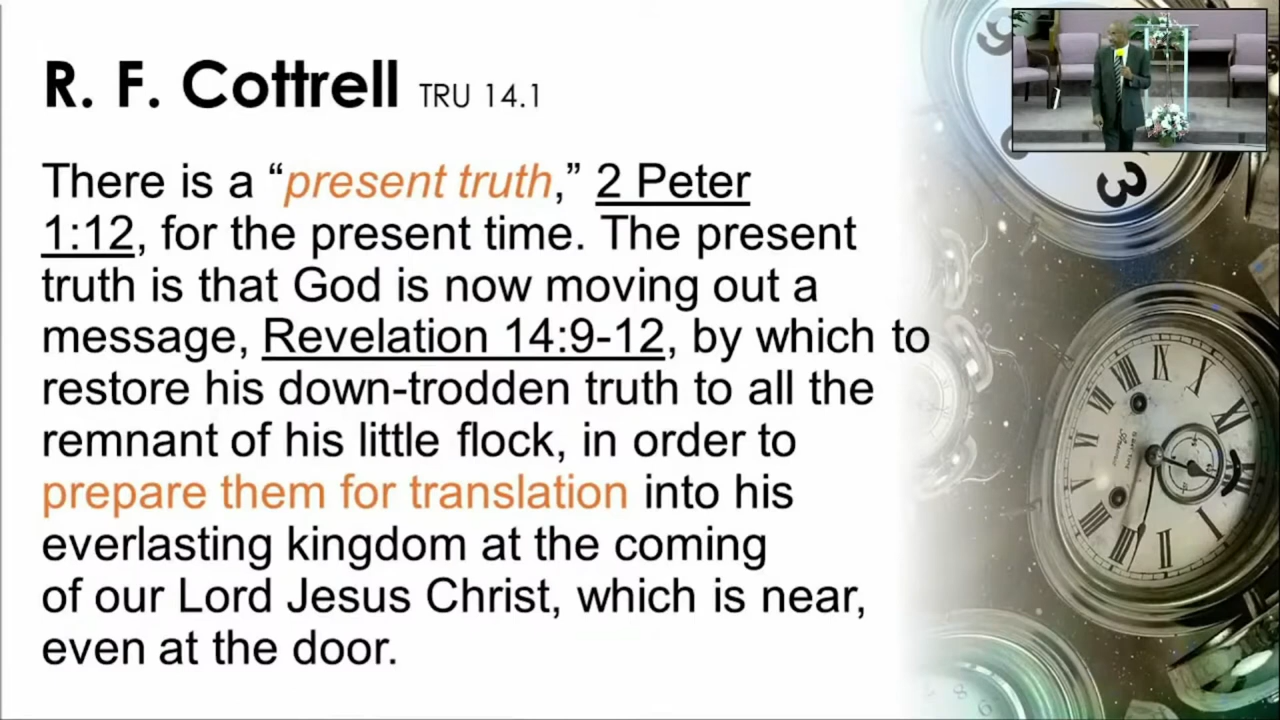 R. F. Cottrell TRU 14.1
There is a “present truth,” 2 Peter
1:12, for the present time. The present
truth is that God is now moving out a
message, Revelation 14:9-12, by which to
restore his down-trodden truth to all the
remnant of his little flock, in order to
prepare them for translation into his
everlasting kingdom at the coming
of our Lord Jesus Christ, which is near,
even at the door.